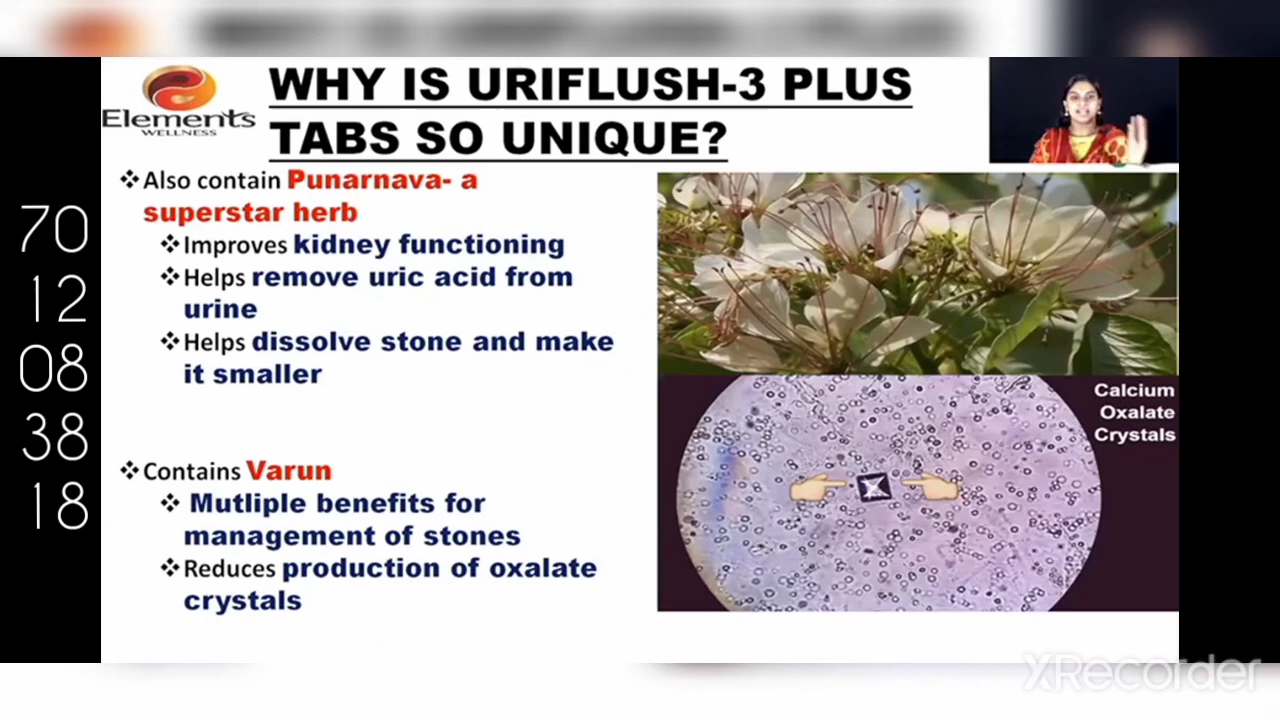 Elements
WELLNESS
WHY IS URIFLUSH-3 PLUS
TABS SO UNIQUE?
❖Also contain Punarnava- a
superstar herb
❖Improves kidney functioning
❖Helps remove uric acid from
urine
❖Helps dissolve stone and make
it smaller
❖Contains Varun
❖ Mutliple benefits for
management of stones
❖Reduces production of oxalate
crystals
70
12
08
38
18
Calcium
Oxalate
Crystals
XRecorder